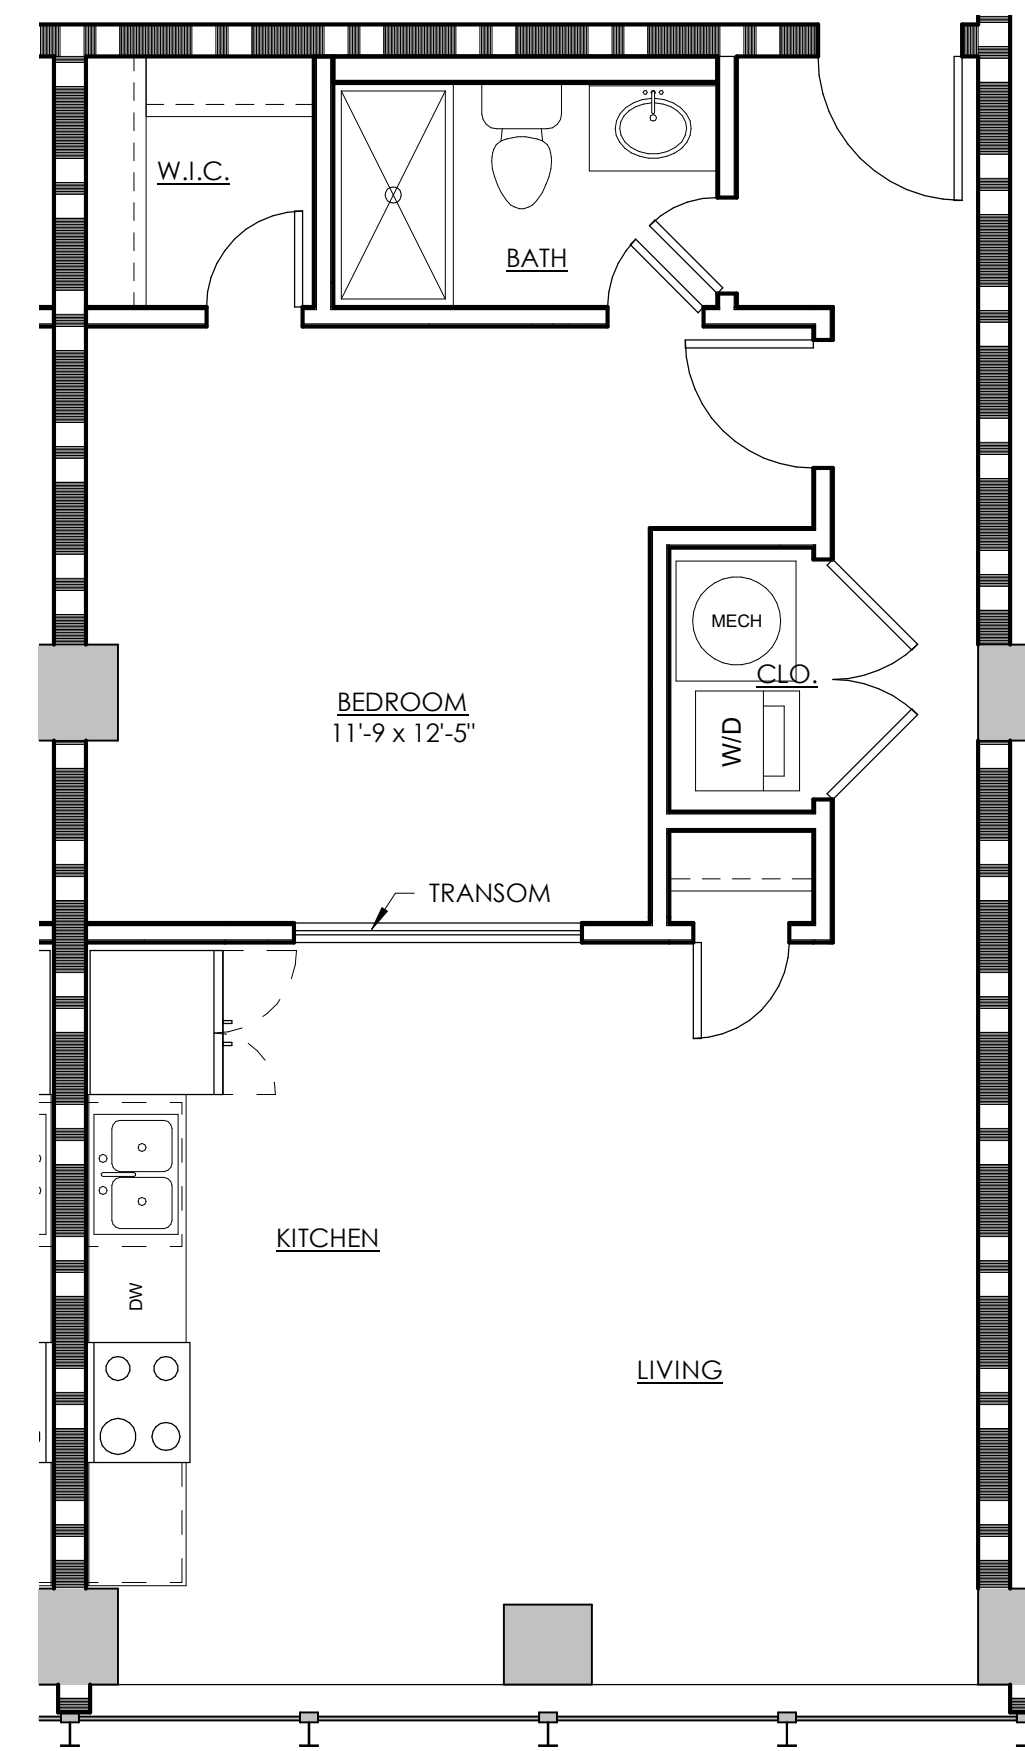 W.I.C.
BATH
MECH
CLO.
BEDROOM
11'-9 x 12'-5"
W/D
TRANSOM
KITCHEN
DW
LIVING